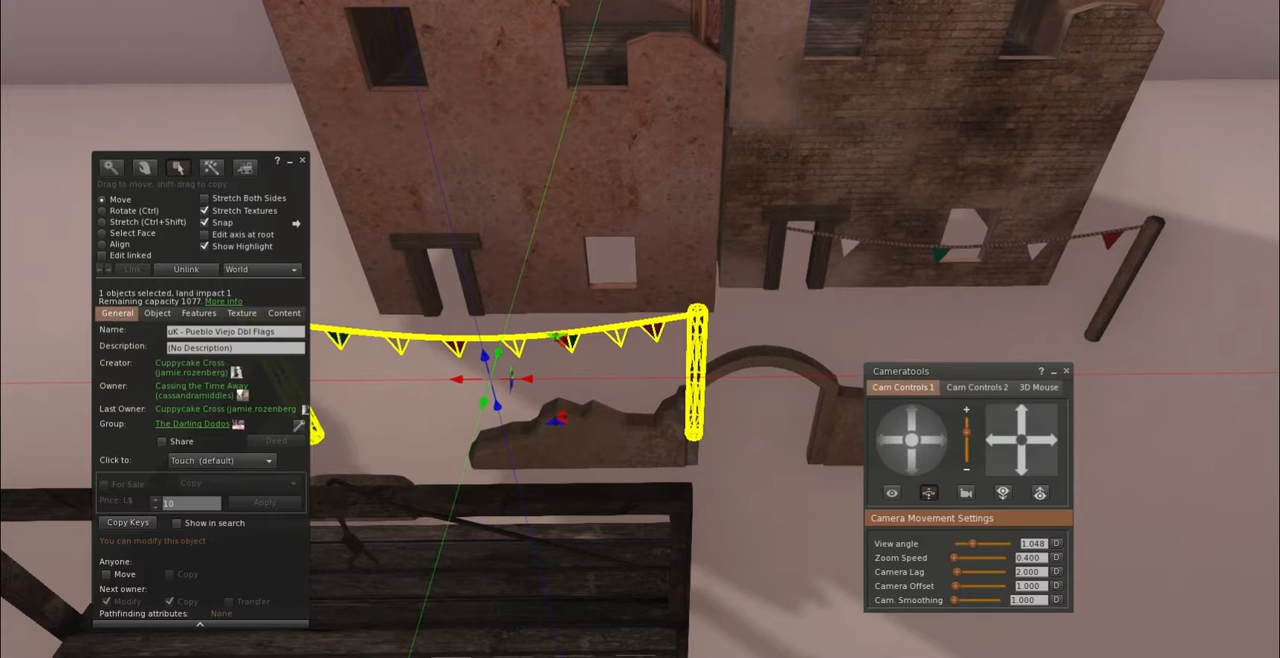 ?
Drag to move, shift-drag to copy
Move
Rotate (Ctrl)
Stretch (Ctrl+Shift)
Select Face
Align
Edit linked
Stretch Both Sides
Stretch Textures
Snap
Edit axis at root
Show Highlight
Link Unlink World
1 objects selected, land impact 1
Remaining capacity 1077. More info
General Object Features Texture Content
Name: uK - Pueblo Viejo Dbl Flags
Description: (No Description)
Creator: Cuppycake Cross
(jamie.rozenberg)
Owner: Cassing the Time Away
(cassandramiddles)
Last Owner: Cuppycake Cross (jamie.rozenberg
Group: The Darling Dodos
Share Deed
Click to: Touch (default)
For Sale Copy
Price: L$ 10 Apply
Copy Keys Show in search
You can modify this object
Anyone:
Move Copy
Next owner:
Modify Copy Transfer
Pathfinding attributes: None
Cameratools ?
Cam Controls 1 Cam Controls 2 3D Mouse
+
−
Camera Movement Settings
View angle 1.048 D
Zoom Speed 0.400 D
Camera Lag 2.000 D
Camera Offset 1.000 D
Cam. Smoothing 1.000 D